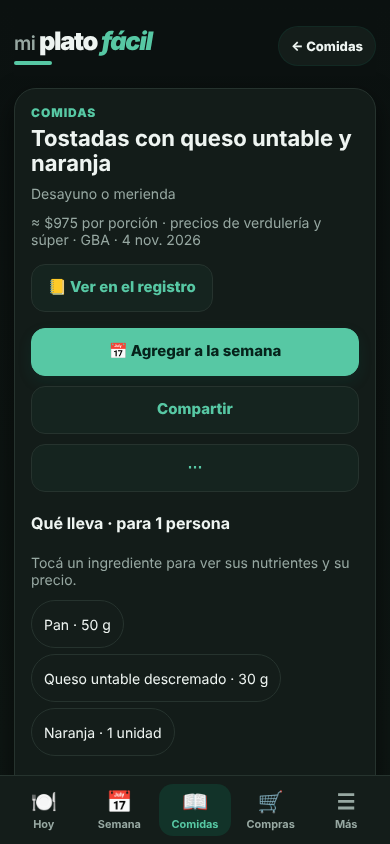 mi plato fácil
← Comidas
COMIDAS
Tostadas con queso untable y
naranja
Desayuno o merienda
≈ $975 por porción · precios de verdulería y
súper · GBA · 4 nov. 2026
📒 Ver en el registro
📅 Agregar a la semana
Compartir
⋯
Qué lleva · para 1 persona
Tocá un ingrediente para ver sus nutrientes y su
precio.
Pan · 50 g
Queso untable descremado · 30 g
Naranja · 1 unidad
Hoy
Semana
Comidas
Compras
Más